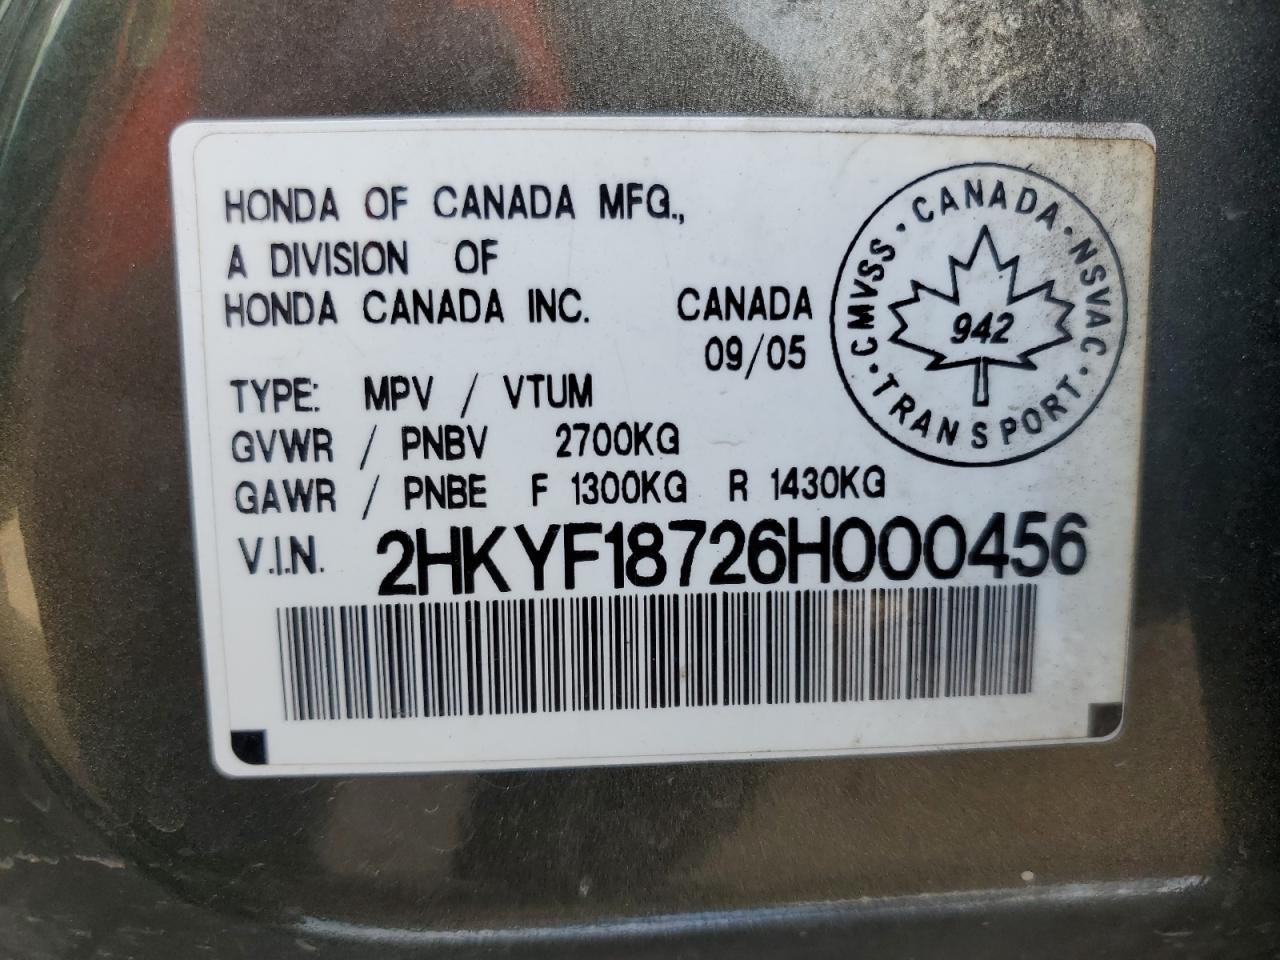 HONDA OF CANADA MFG.,
A DIVISION OF
HONDA CANADA INC. CANADA
09/05
TYPE: MPV / VTUM
GVWR / PNBV 2700KG
GAWR / PNBE F 1300KG R 1430KG
V.I.N. 2HKYF18726H000456
CMVSS · CANADA · NSVAC · TRANSPORT ·
942